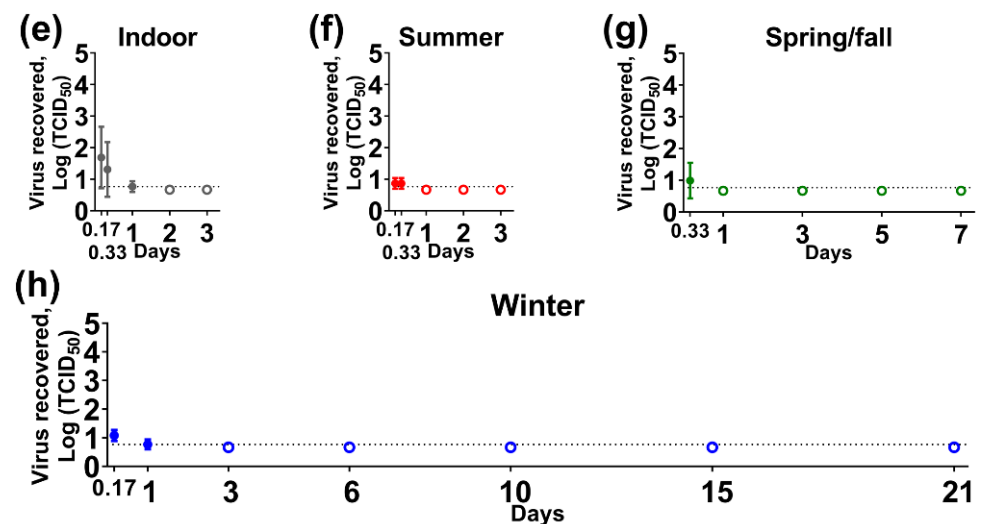 (e) Indoor
Virus recovered,
Log (TCID50)
5
4
3
2
1
0
0.17 1 2 3
0.33 Days
(f) Summer
Virus recovered,
Log (TCID50)
5
4
3
2
1
0
0.17 1 2 3
0.33 Days
(g) Spring/fall
Virus recovered,
Log (TCID50)
5
4
3
2
1
0
0.33 1 3 5 7
Days
(h) Winter
Virus recovered,
Log (TCID50)
5
4
3
2
1
0
0.17 1 3 6 10 15 21
Days